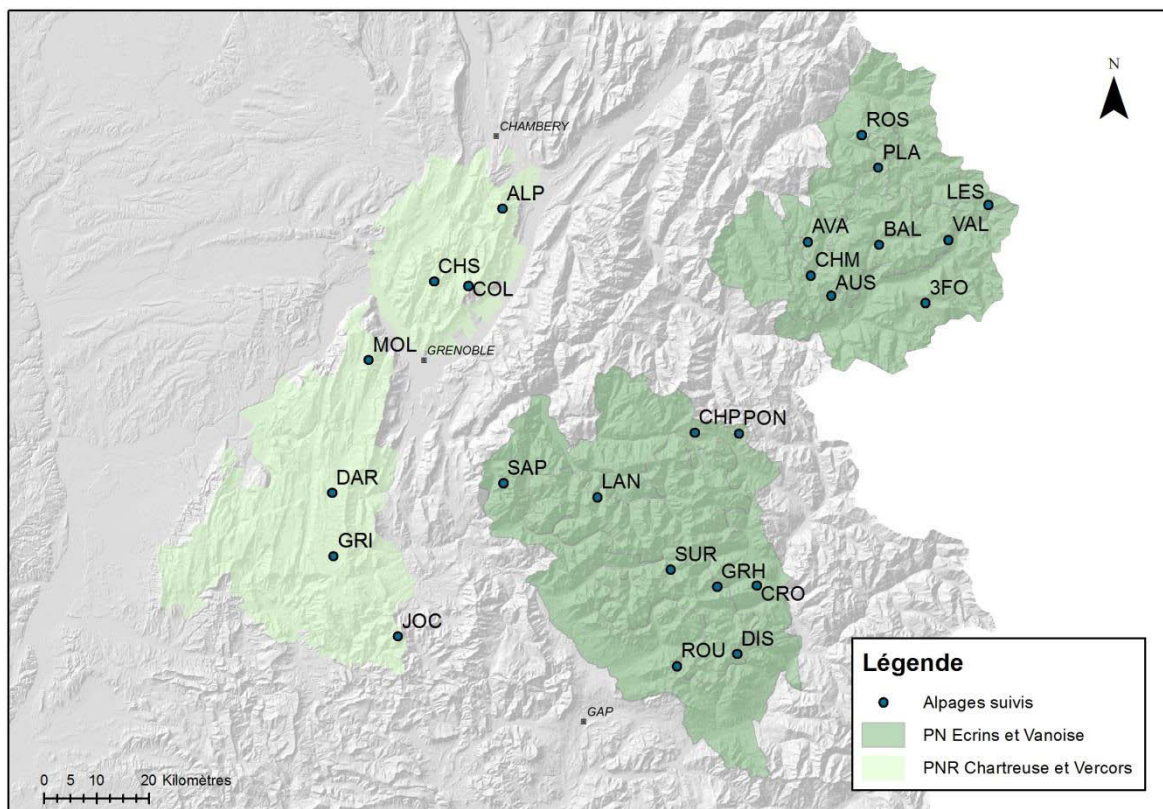 N
CHAMBERY
ROS
PLA
ALP
LES
AVA
BAL
VAL
CHS
COL
CHM
AUS
3FO
MOL
GRENOBLE
CHP
PON
SAP
LAN
DAR
GRI
SUR
GRH
CRO
JOC
ROU
DIS
GAP
Légende
Alpages suivis
PN Ecrins et Vanoise
PNR Chartreuse et Vercors
0 5 10 20 Kilomètres